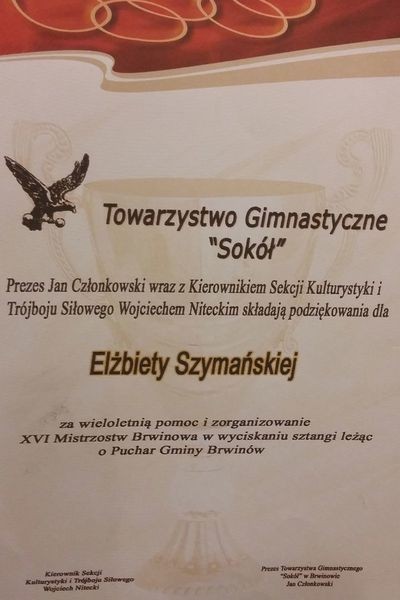 Towarzystwo Gimnastyczne
"Sokół"
Prezes Jan Członkowski wraz z Kierownikiem Sekcji Kulturystyki i
Trójboju Siłowego Wojciechem Niteckim składają podziękowania dla
Elżbiety Szymańskiej
za wieloletnią pomoc i zorganizowanie
XVI Mistrzostw Brwinowa w wyciskaniu sztangi leżąc
o Puchar Gminy Brwinów
Kierownik Sekcji
Kulturystyki i Trójboju Siłowego
Wojciech Nitecki
Prezes Towarzystwa Gimnastycznego
"Sokół" w Brwinowie
Jan Członkowski